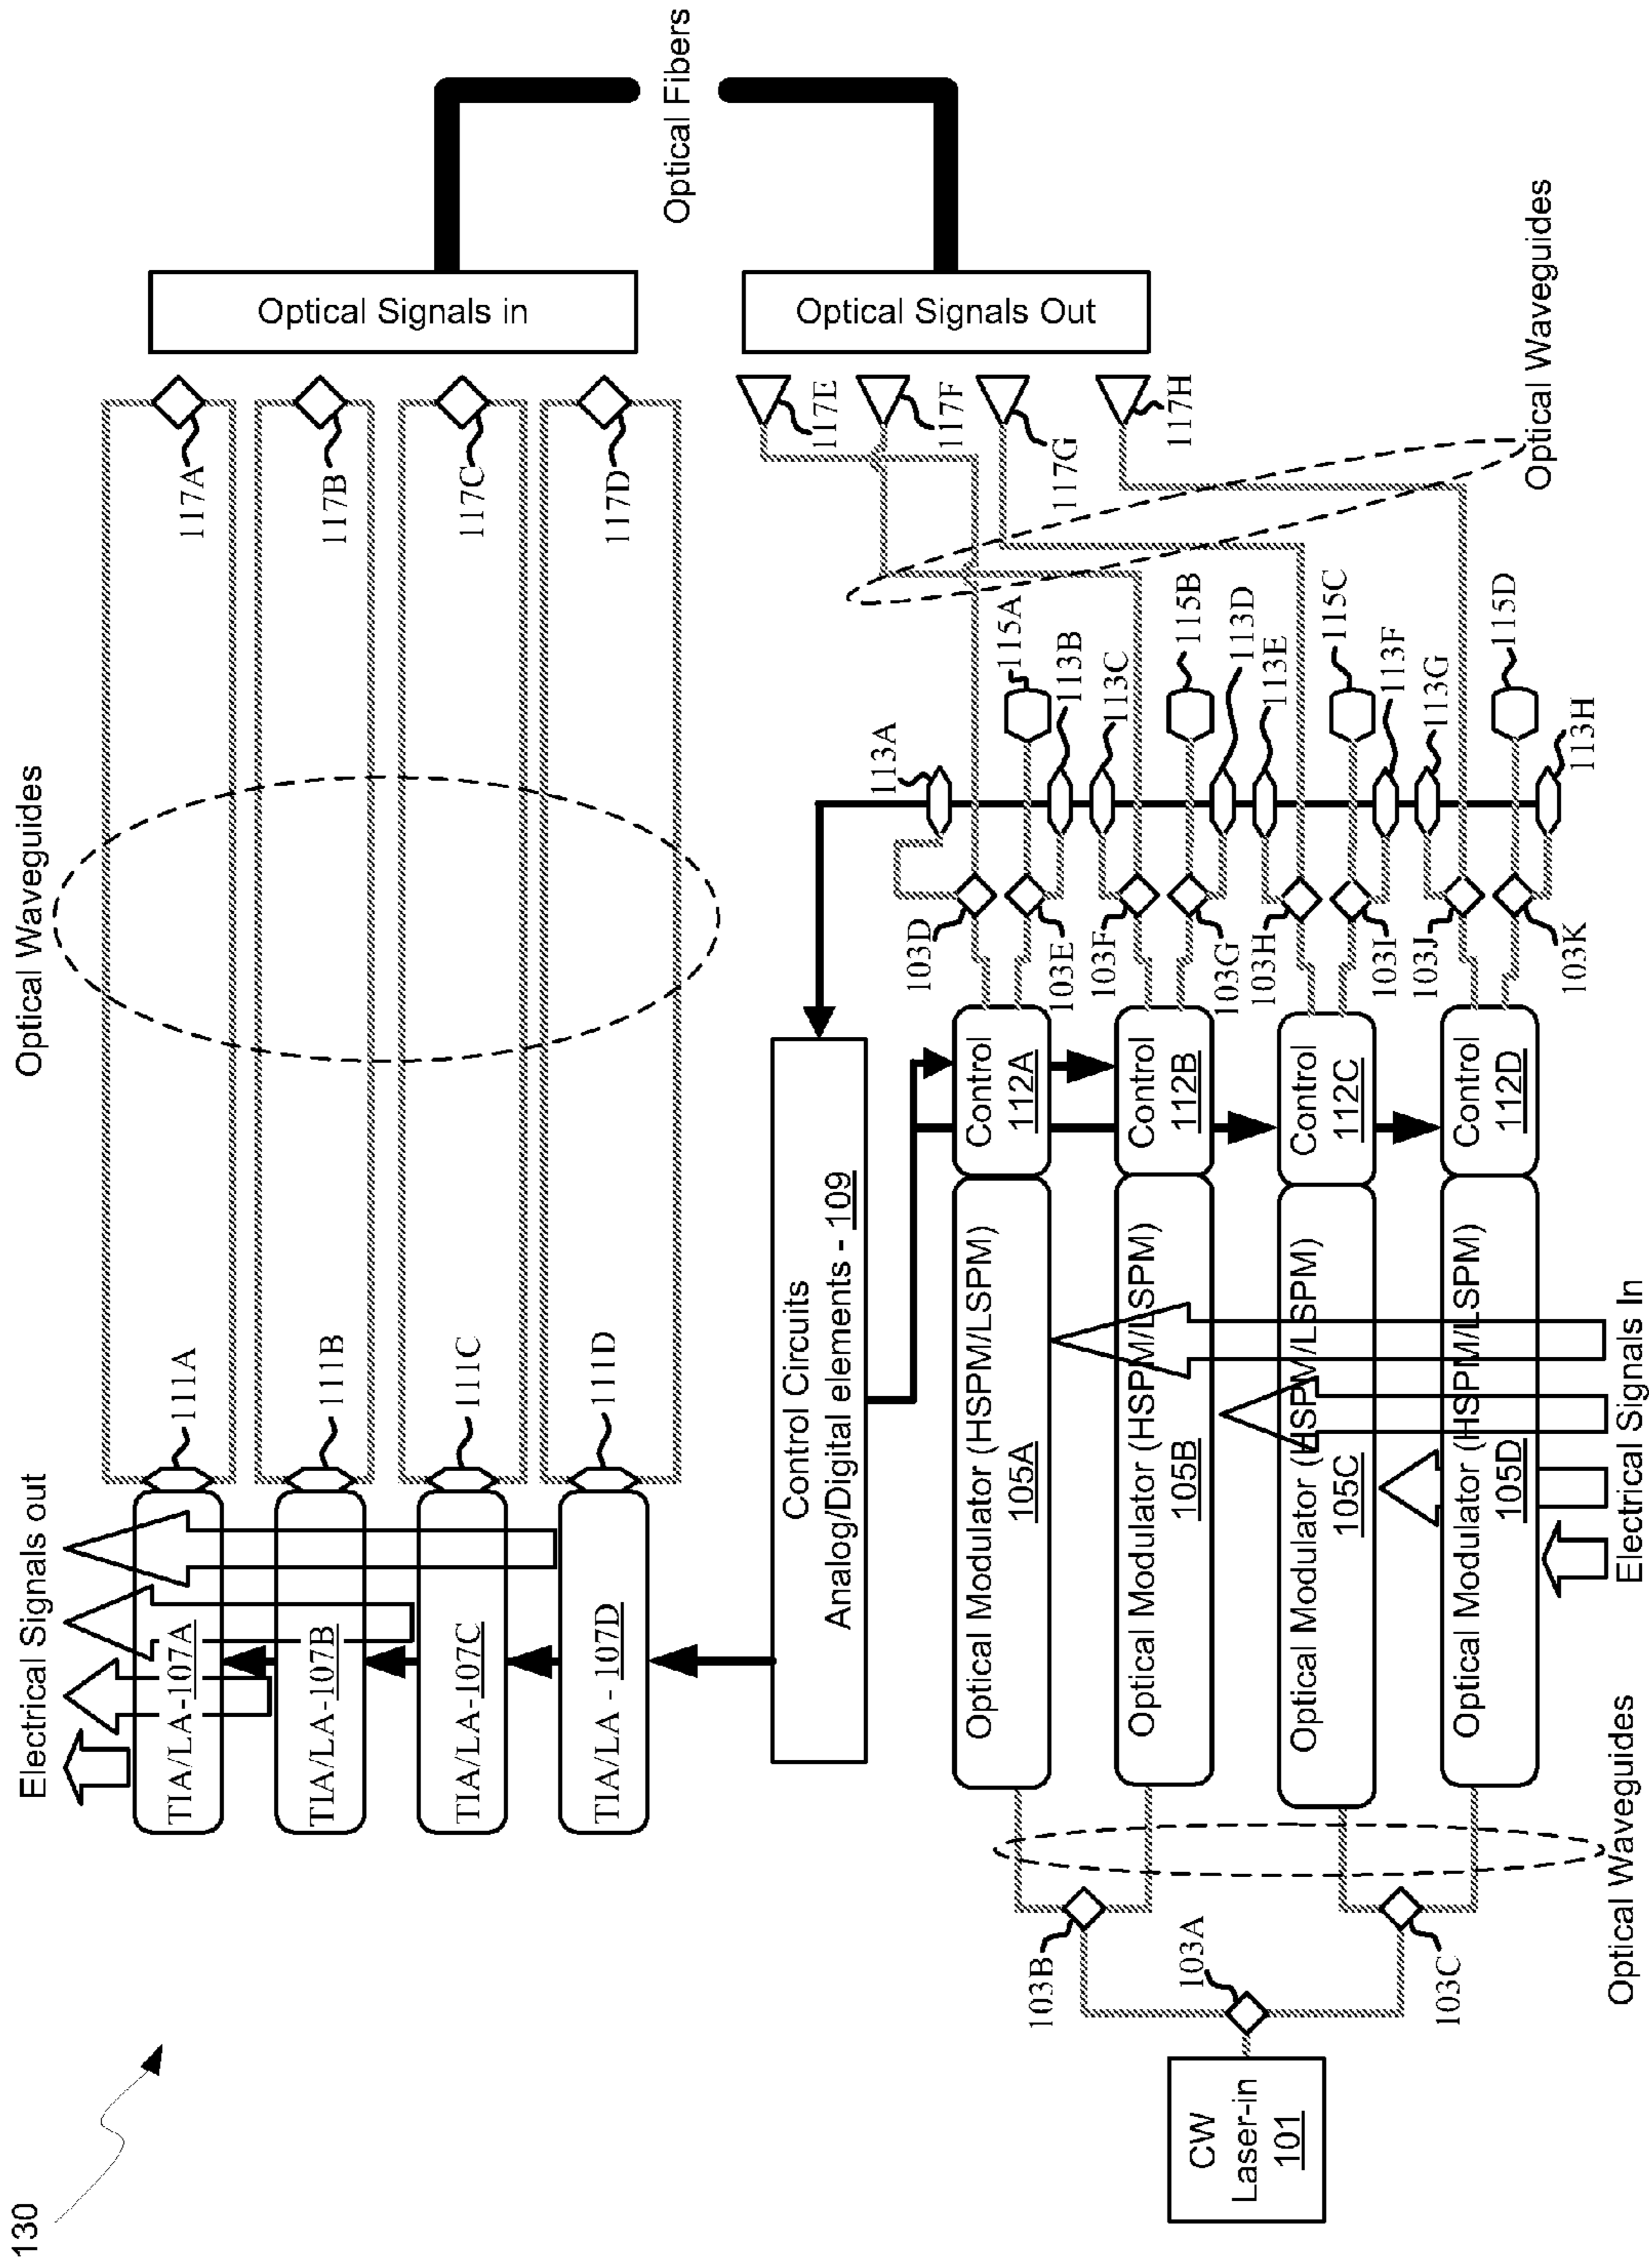 130
Electrical Signals out
Optical Waveguides
TIA/LA-107A
TIA/LA-107B
TIA/LA-107C
TIA/LA - 107D
111A
111B
111C
111D
117A
117B
117C
117D
Optical Signals in
Optical Fibers
Optical Signals Out
117E
117F
117G
117H
Optical Waveguides
Control Circuits
Analog/Digital elements - 109
CW
Laser-in
101
103A
103B
103C
Optical Waveguides
Optical Modulator (HSPM/LSPM)
105A
Optical Modulator (HSPM/LSPM)
105B
Optical Modulator (HSPM/LSPM)
105C
Optical Modulator (HSPM/LSPM)
105D
Electrical Signals In
Control
112A
Control
112B
Control
112C
Control
112D
103D
103E
103F
103G
103H
103I
103J
103K
113A
115A
113B
113C
115B
113D
113E
115C
113F
113G
115D
113H